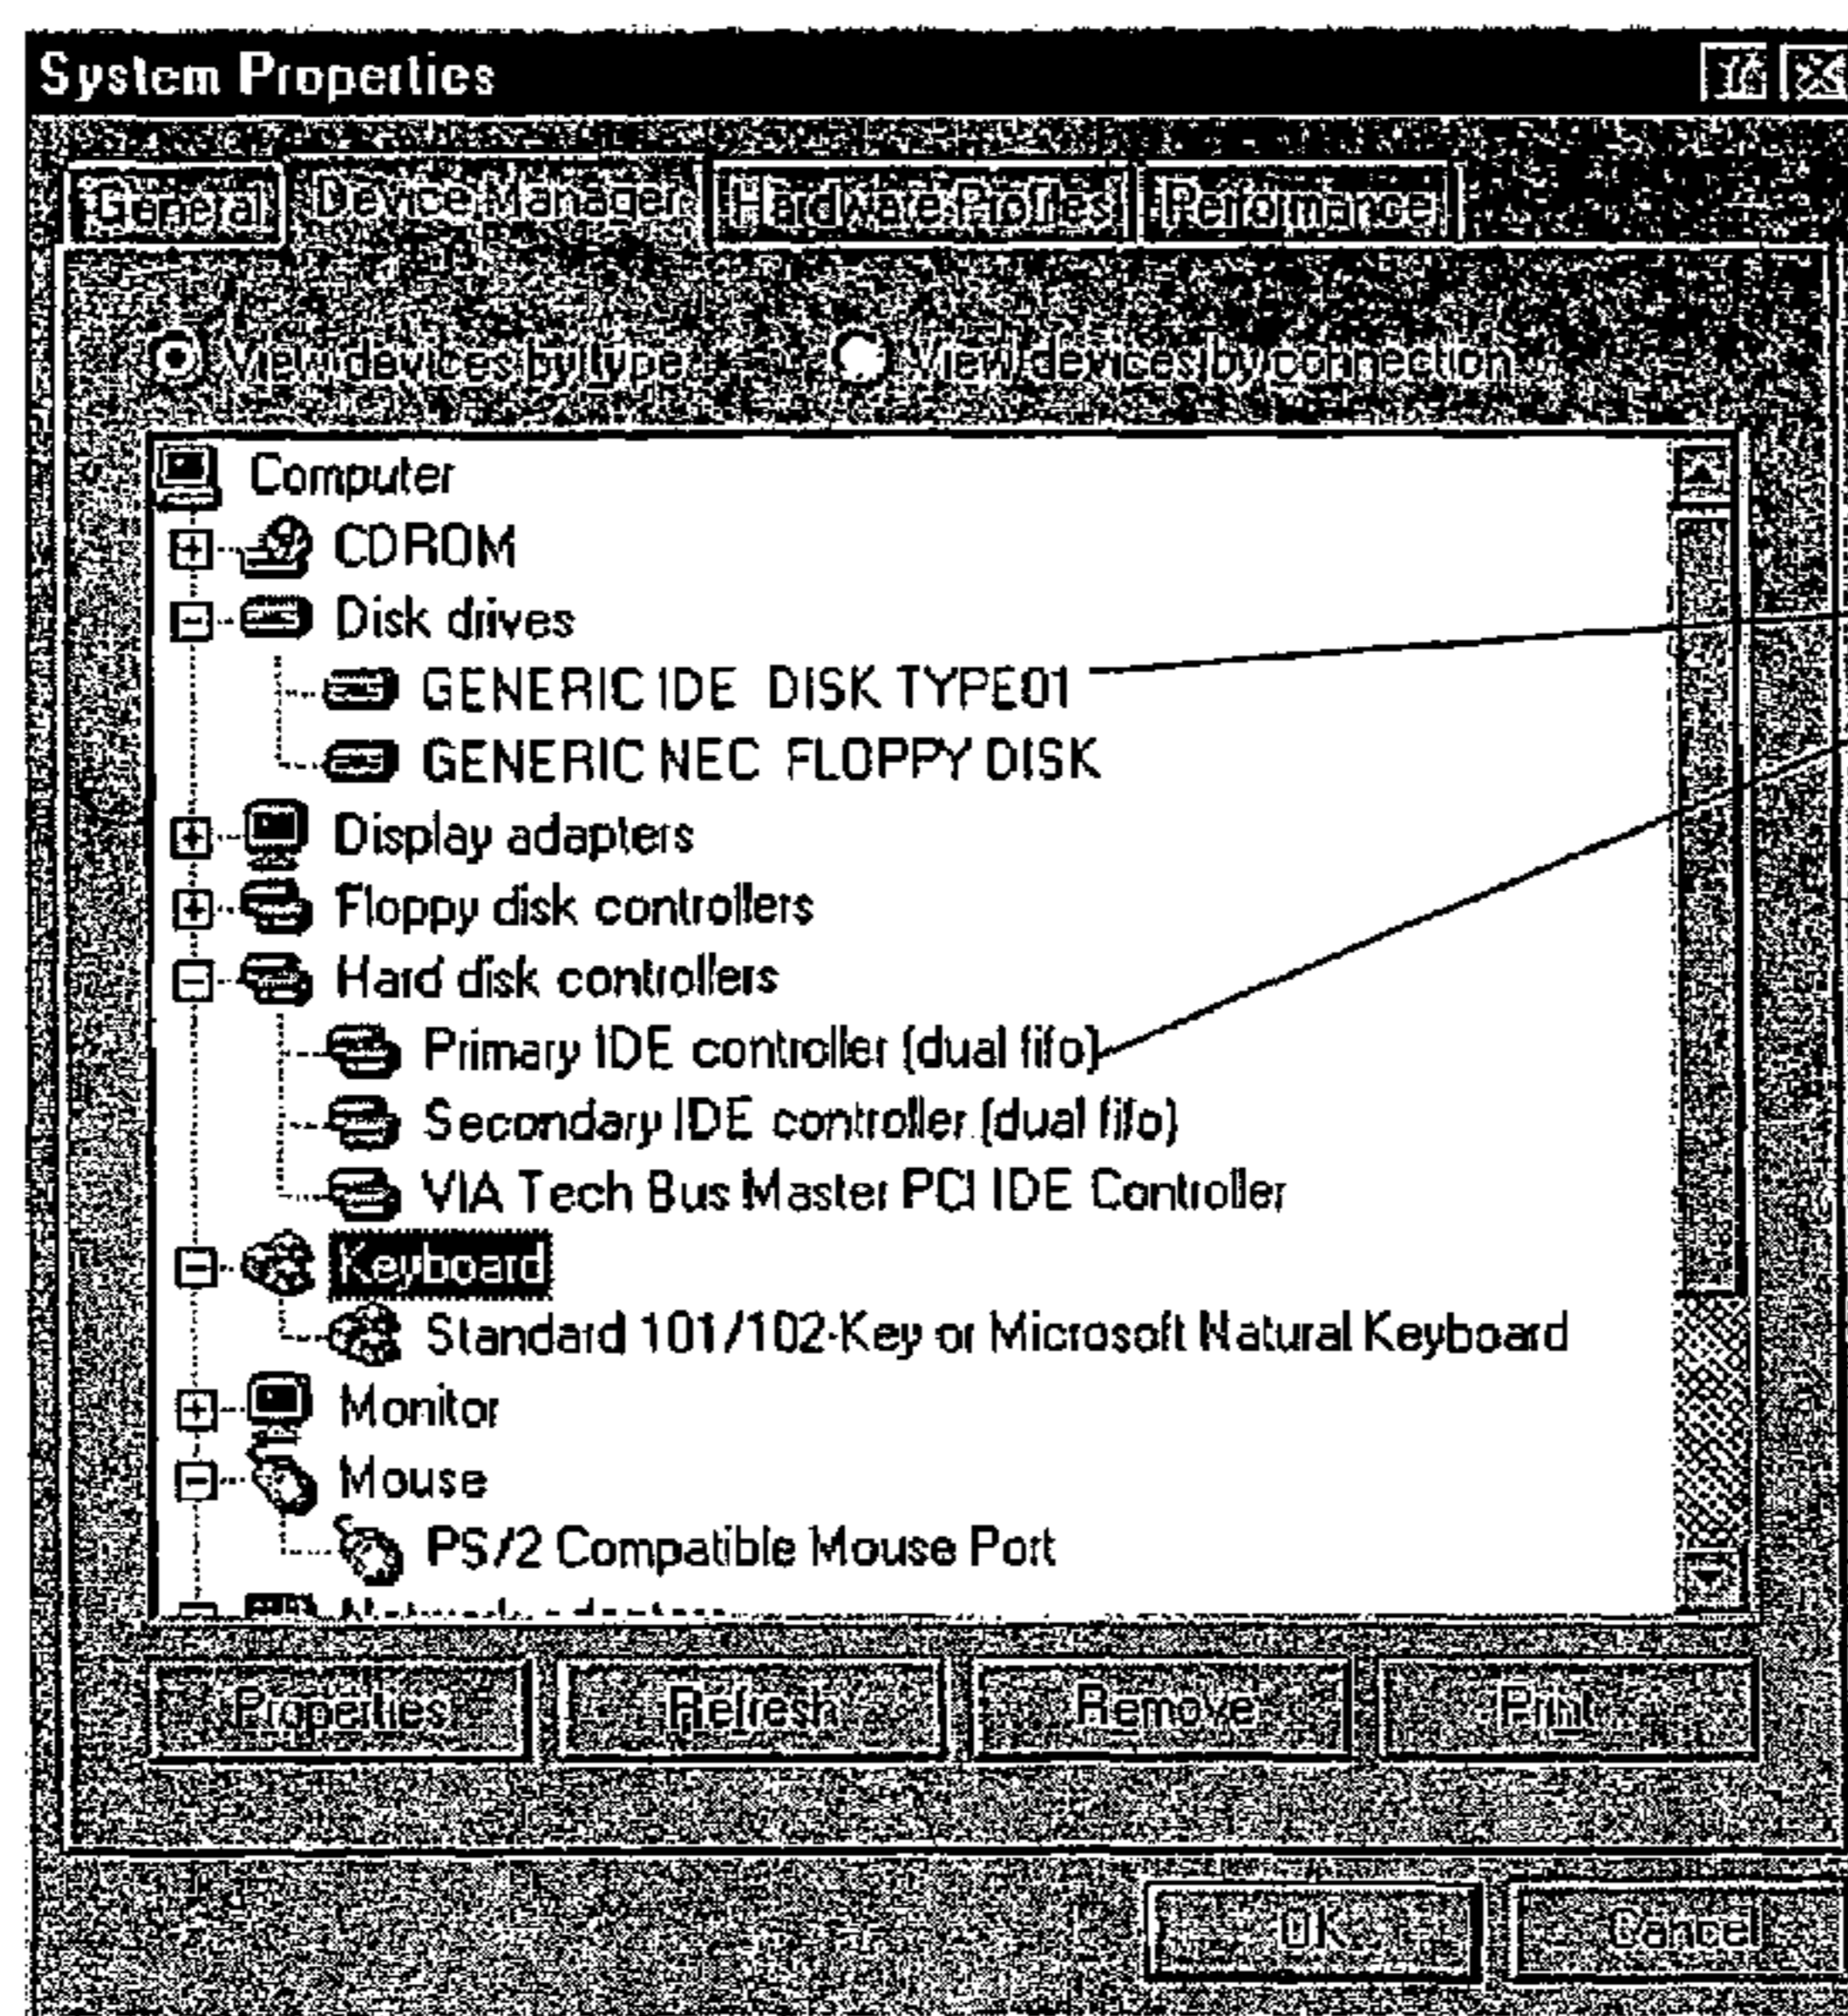 System Properties
General Device Manager Hardware Profiles Performance
View devices by type View devices by connection
Computer
CDROM
Disk drives
GENERIC IDE DISK TYPE01
GENERIC NEC FLOPPY DISK
Display adapters
Floppy disk controllers
Hard disk controllers
Primary IDE controller (dual fifo)
Secondary IDE controller (dual fifo)
VIA Tech Bus Master PCI IDE Controller
Keyboard
Standard 101/102-Key or Microsoft Natural Keyboard
Monitor
Mouse
PS/2 Compatible Mouse Port
Network adapters
Properties Refresh Remove Print
OK Cancel